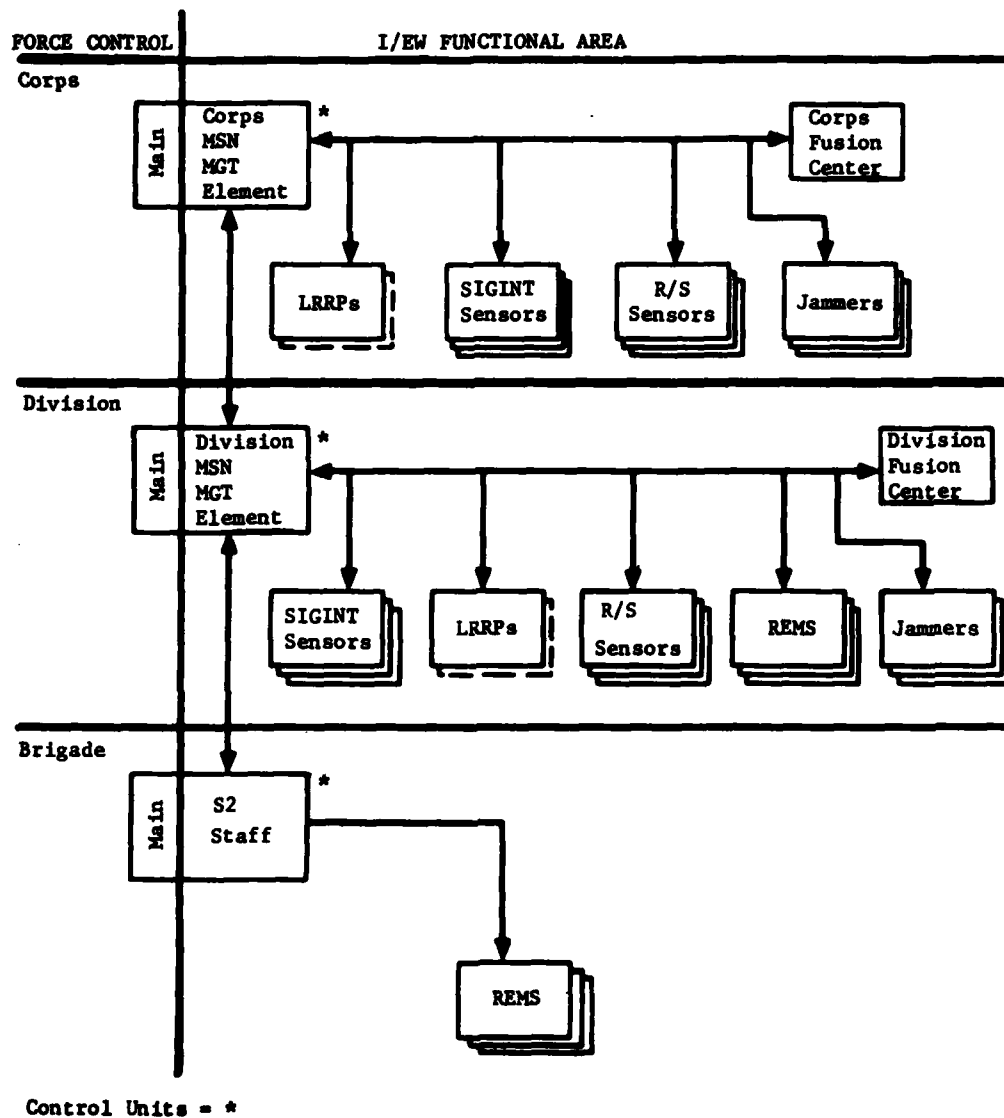 FORCE CONTROL
I/EW FUNCTIONAL AREA
Corps
Main
Corps
MSN
MGT
Element
*
Corps
Fusion
Center
LRRPs
SIGINT
Sensors
R/S
Sensors
Jammers
Division
Main
Division
MSN
MGT
Element
*
Division
Fusion
Center
SIGINT
Sensors
LRRPs
R/S
Sensors
REMS
Jammers
Brigade
Main
S2
Staff
*
REMS
Control Units = *